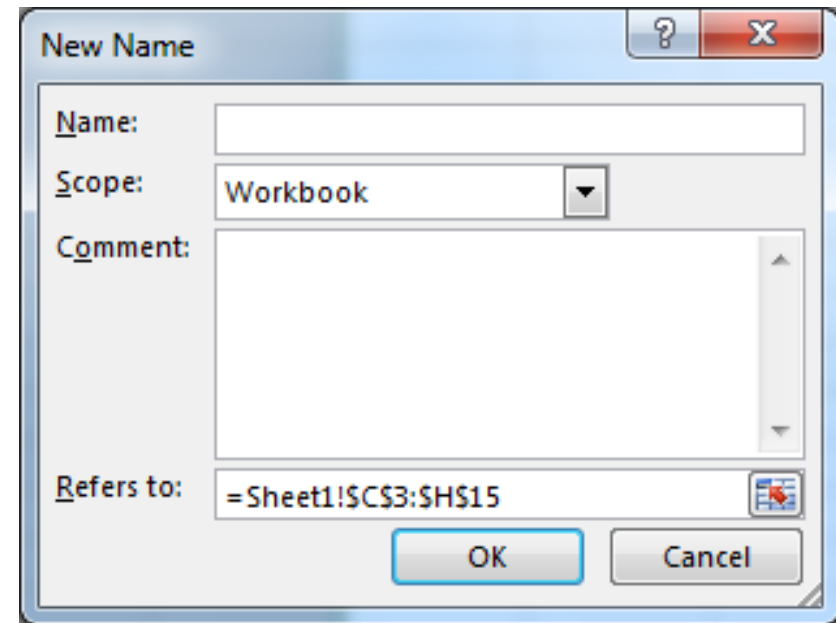 New Name
Name:
Scope: Workbook
Comment:
Refers to: =Sheet1!$C$3:$H$15
OK Cancel